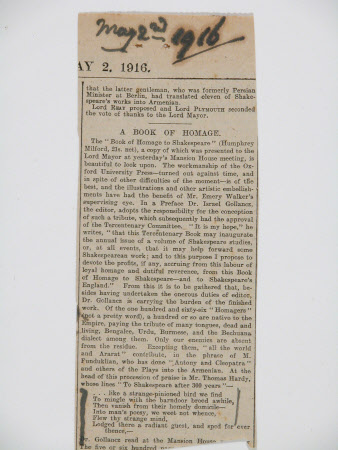 May 2nd 1916
AY 2, 1916.
that the latter gentleman, who was formerly Persian
Minister at Berlin, had translated eleven of Shake-
speare's works into Armenian.
Lord REAY proposed and Lord PLYMOUTH seconded
the vote of thanks to the Lord Mayor.
A BOOK OF HOMAGE.
The "Book of Homage to Shakespeare" (Humphrey
Milford, 21s. net), a copy of which was presented to the
Lord Mayor at yesterday's Mansion House meeting, is
beautiful to look upon. The workmanship of the Ox-
ford University Press—turned out against time, and
in spite of other difficulties of the moment—is of the
best, and the illustrations and other artistic embellish-
ments have had the benefit of Mr. Emery Walker's
supervising eye. In a Preface Dr. Israel Gollancz,
the editor, adopts the responsibility for the conception
of such a tribute, which subsequently had the approval
of the Tercentenary Committee. "It is my hope," he
writes, "that this Tercentenary Book may inaugurate
the annual issue of a volume of Shakespeare studies,
or, at all events, that it may help forward some
Shakespearean work; and to this purpose I propose to
devote the profits, if any, accruing from this labour of
loyal homage and dutiful reverence, from this Book
of Homage to Shakespeare—and to Shakespeare's
England." From this it is to be gathered that, be-
sides having undertaken the onerous duties of editor,
Dr. Gollancz is carrying the burden of the finished
work. Of the one hundred and sixty-six "Homagers"
(not a pretty word), a hundred or so are native to the
Empire, paying the tribute of many tongues, dead and
living, Bengalee, Urdu, Burmese, and the Bechuana
dialect among them. Only our enemies are absent
from the residue. Excepting them, "all the world
and Ararat" contribute, in the phrase of M.
Funduklian, who has done "Antony and Cleopatra"
and others of the Plays into the Armenian. At the
head of this procession of praise is Mr. Thomas Hardy,
whose lines "To Shakespeare after 300 years"—
. . . like a strange-pinioned bird we find
To mingle with the barndoor brood awhile,
Then vanish from their homely domicile—
Into man's poesy, we weet not whence,
Flew thy strange mind,
Lodged there a radiant guest, and sped for ever
thence,—
Dr. Gollancz read at the Mansion House
The five or six hundred